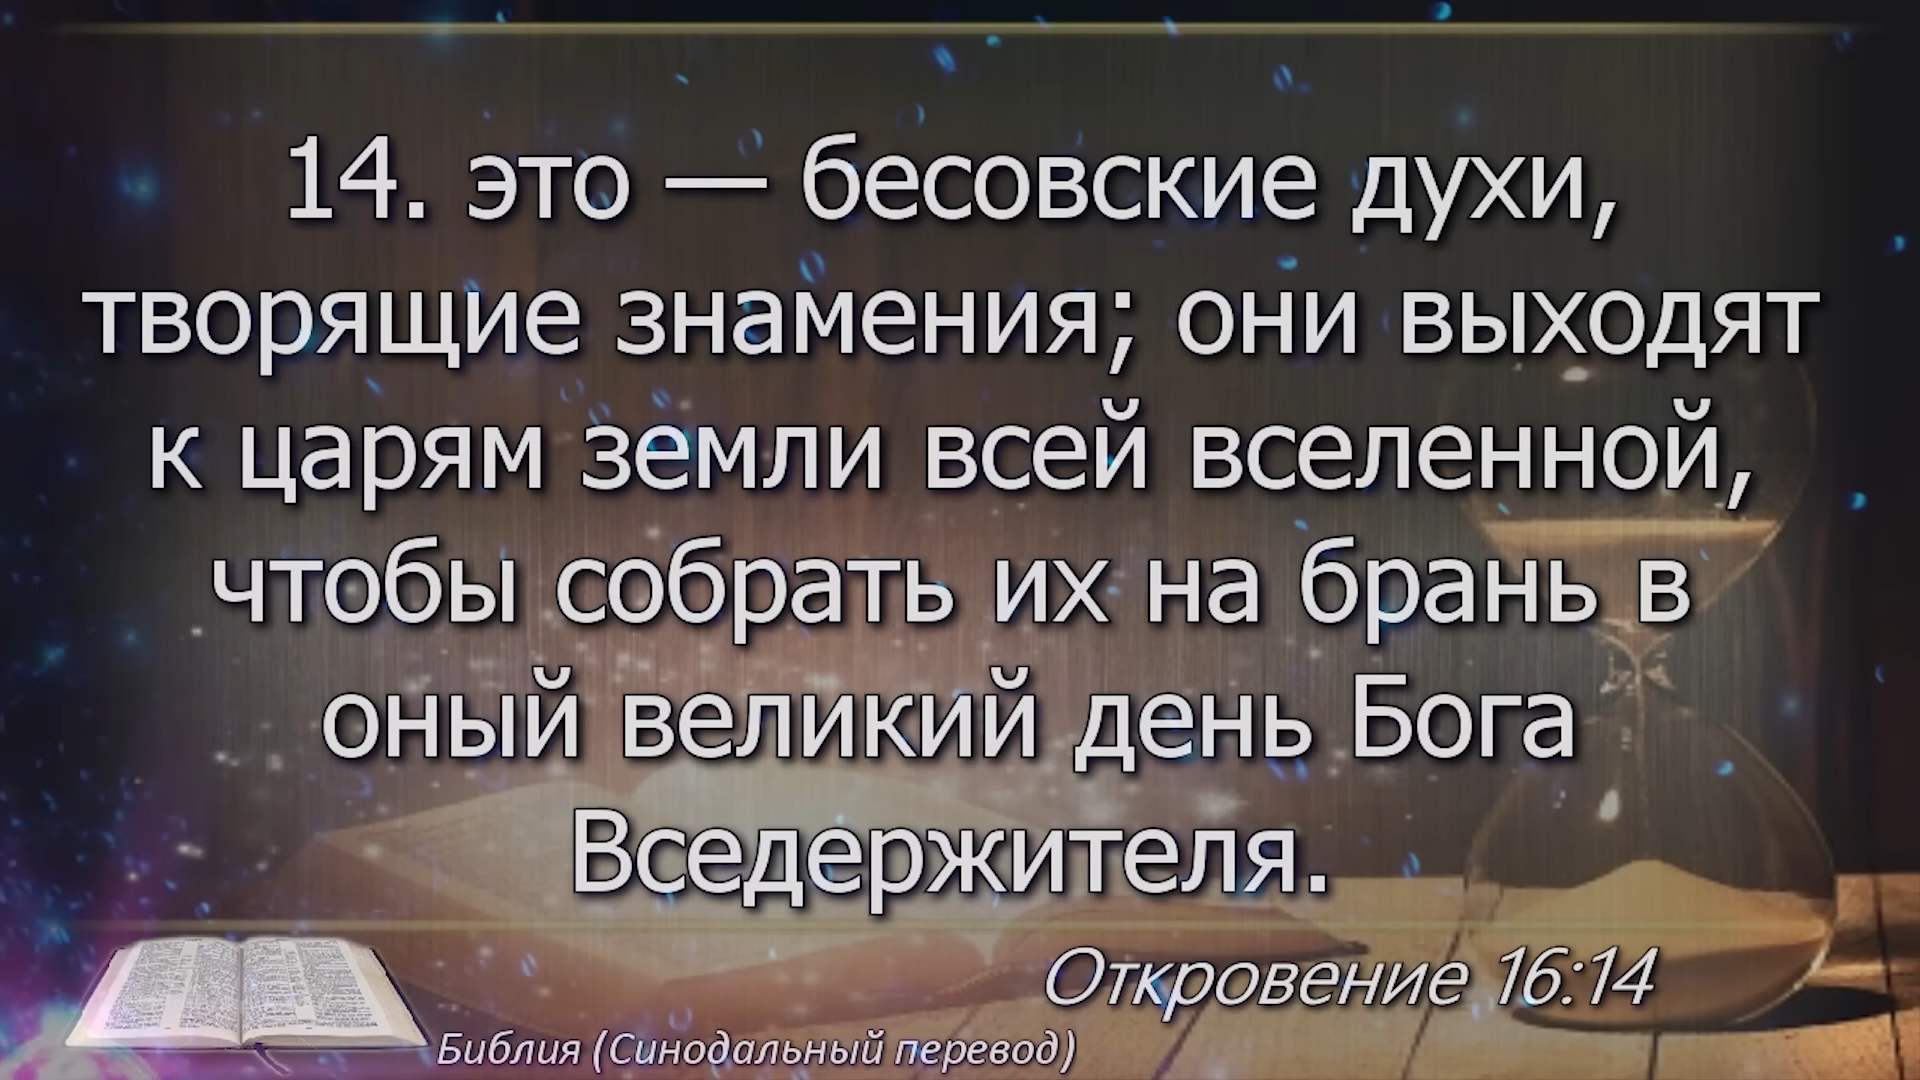 14. это — бесовские духи,
творящие знамения; они выходят
к царям земли всей вселенной,
чтобы собрать их на брань в
оный великий день Бога
Вседержителя.
Откровение 16:14
Библия (Синодальный перевод)